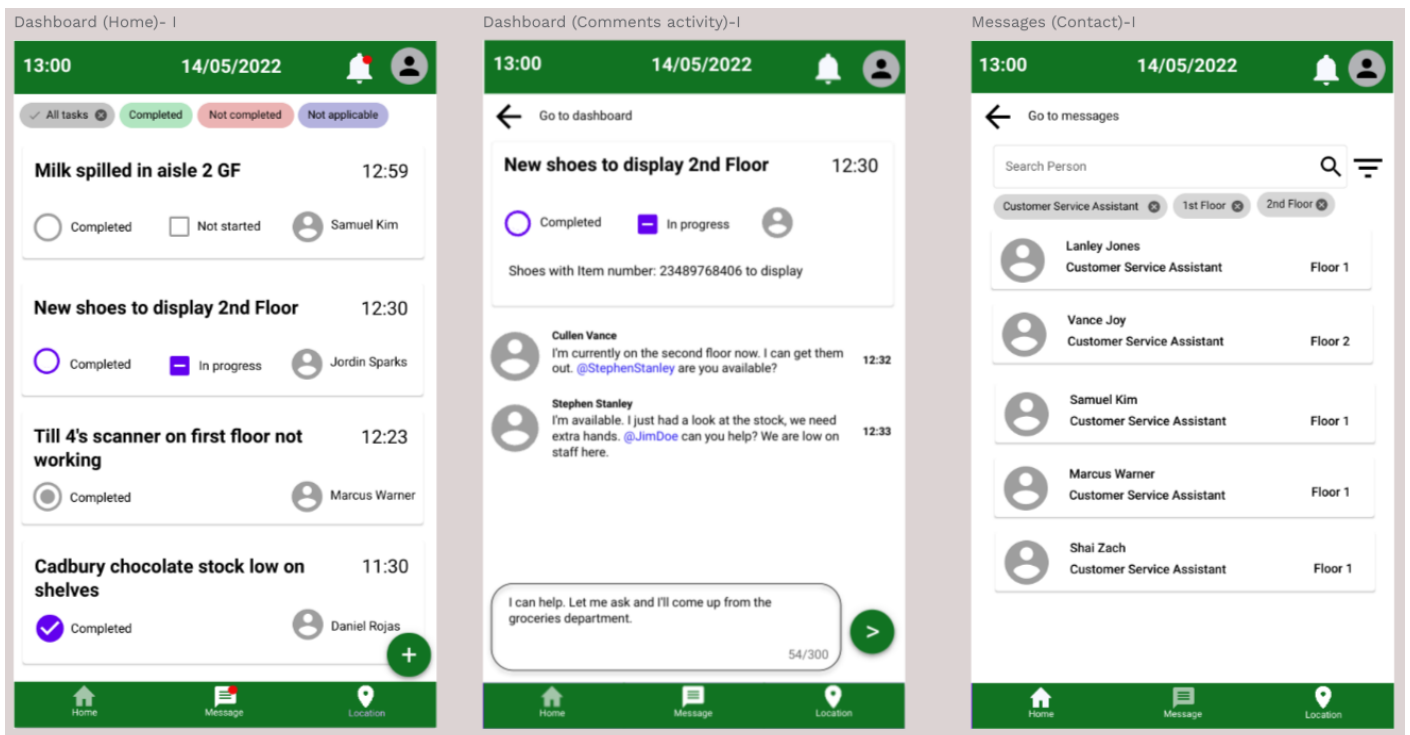 Dashboard (Home)- I
13:00 14/05/2022
All tasks Completed Not completed Not applicable
Milk spilled in aisle 2 GF 12:59
Completed Not started Samuel Kim
New shoes to display 2nd Floor 12:30
Completed In progress Jordin Sparks
Till 4's scanner on first floor not 12:23
working
Completed Marcus Warner
Cadbury chocolate stock low on 11:30
shelves
Completed Daniel Rojas
+
Home Message Location
Dashboard (Comments activity)-I
13:00 14/05/2022
Go to dashboard
New shoes to display 2nd Floor 12:30
Completed In progress
Shoes with Item number: 23489768406 to display
Cullen Vance
I'm currently on the second floor now. I can get them
out. @StephenStanley are you available? 12:32
Stephen Stanley
I'm available. I just had a look at the stock, we need
extra hands. @JimDoe can you help? We are low on 12:33
staff here.
I can help. Let me ask and I'll come up from the
groceries department.
54/300
>
Home Message Location
Messages (Contact)-I
13:00 14/05/2022
Go to messages
Search Person
Customer Service Assistant 1st Floor 2nd Floor
Lanley Jones
Customer Service Assistant Floor 1
Vance Joy
Customer Service Assistant Floor 2
Samuel Kim
Customer Service Assistant Floor 1
Marcus Warner
Customer Service Assistant Floor 1
Shai Zach
Customer Service Assistant Floor 1
Home Message Location